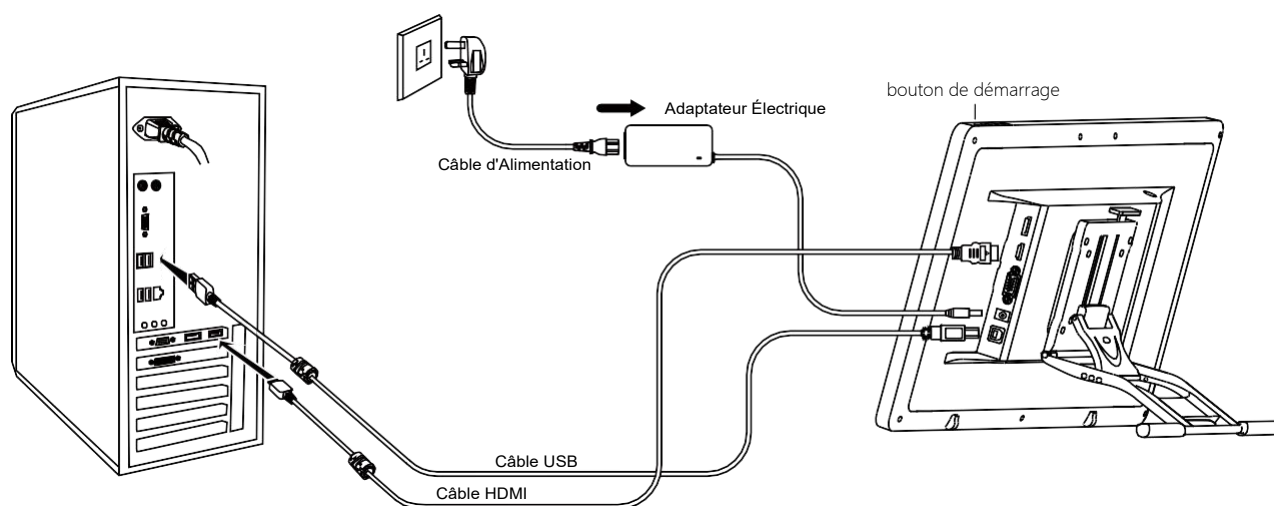 bouton de démarrage
Adaptateur Électrique
Câble d'Alimentation
Câble USB
Câble HDMI